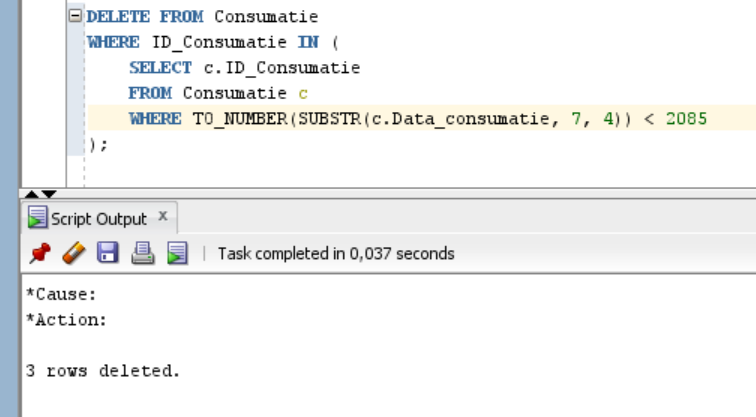 DELETE FROM Consumatie
WHERE ID_Consumatie IN (
SELECT c.ID_Consumatie
FROM Consumatie c
WHERE TO_NUMBER(SUBSTR(c.Data_consumatie, 7, 4)) < 2085
);
Script Output x
Task completed in 0,037 seconds
*Cause:
*Action:
3 rows deleted.